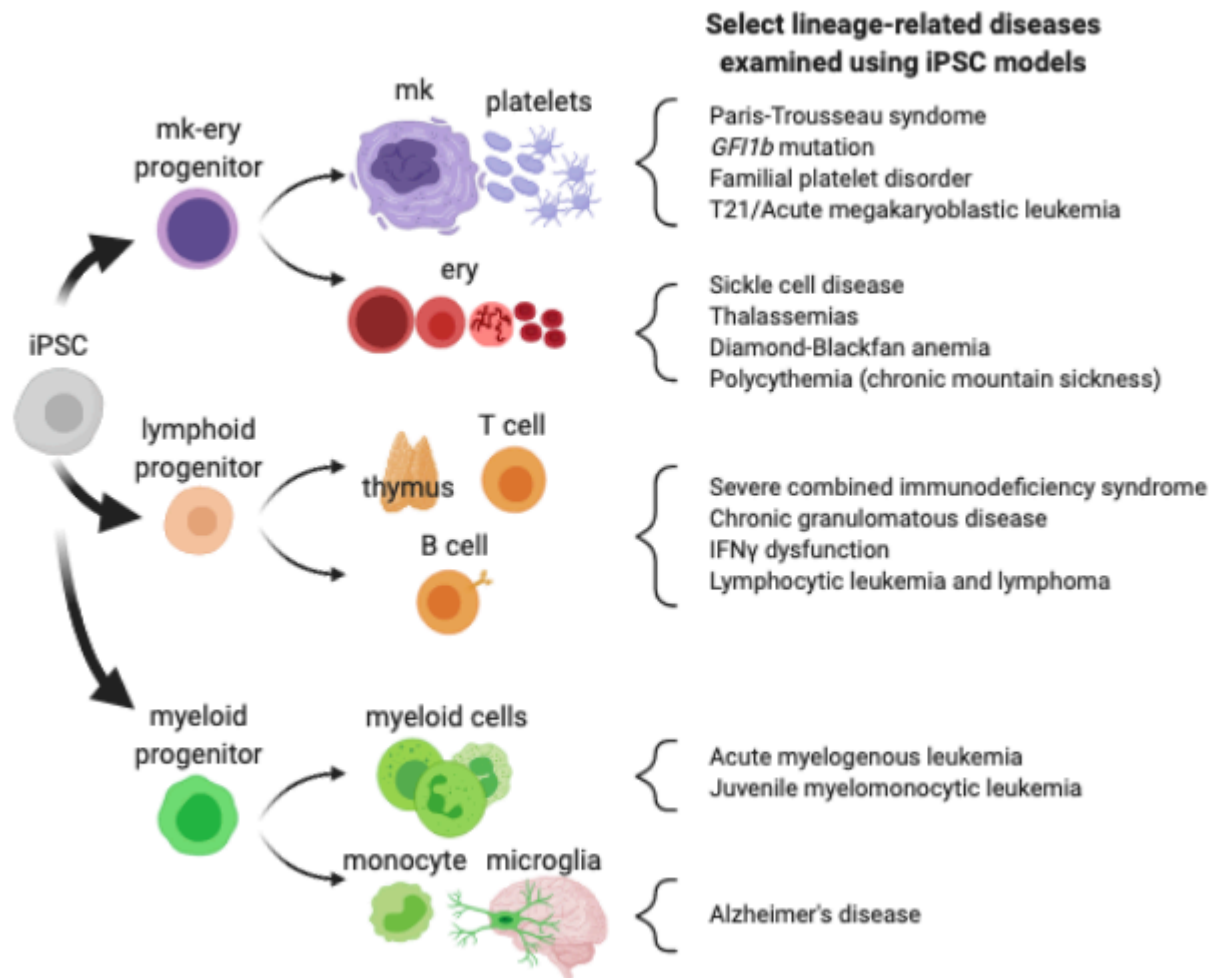 Select lineage-related diseases
examined using iPSC models
mk
platelets
mk-ery
progenitor
Paris-Trousseau syndome
GFI1b mutation
Familial platelet disorder
T21/Acute megakaryoblastic leukemia
ery
Sickle cell disease
Thalassemias
Diamond-Blackfan anemia
Polycythemia (chronic mountain sickness)
iPSC
lymphoid
progenitor
thymus
T cell
B cell
Severe combined immunodeficiency syndrome
Chronic granulomatous disease
IFNγ dysfunction
Lymphocytic leukemia and lymphoma
myeloid
progenitor
myeloid cells
Acute myelogenous leukemia
Juvenile myelomonocytic leukemia
monocyte
microglia
Alzheimer's disease